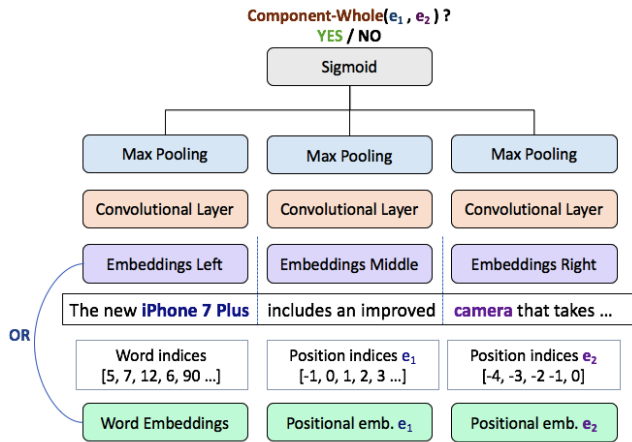 Component-Whole(e₁ , e₂ ) ?
YES / NO
Sigmoid
Max Pooling
Max Pooling
Max Pooling
Convolutional Layer
Convolutional Layer
Convolutional Layer
Embeddings Left
Embeddings Middle
Embeddings Right
The new iPhone 7 Plus
includes an improved
camera that takes ...
OR
Word indices
[5, 7, 12, 6, 90 ...]
Position indices e₁
[-1, 0, 1, 2, 3 ...]
Position indices e₂
[-4, -3, -2 -1, 0]
Word Embeddings
Positional emb. e₁
Positional emb. e₂